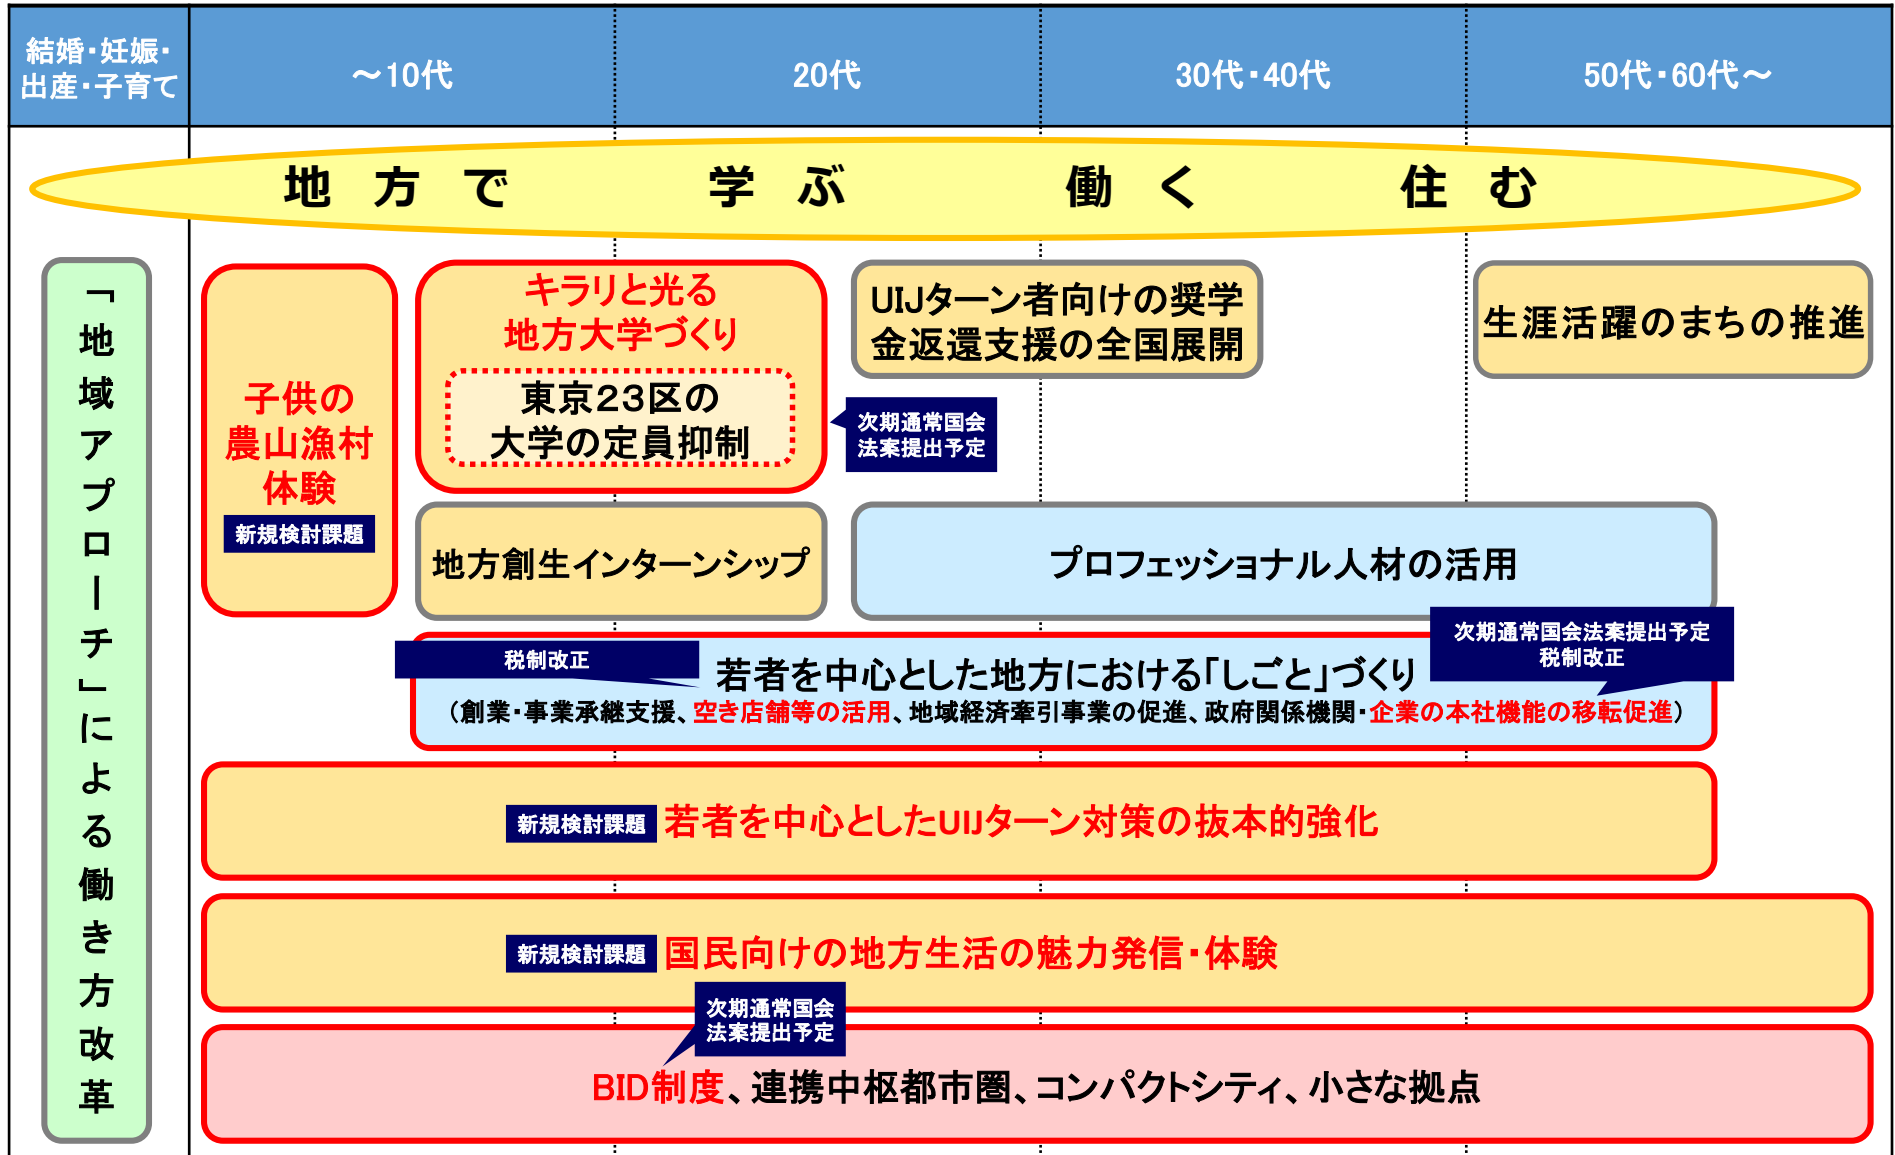 結婚・妊娠・
出産・子育て
～10代
20代
30代・40代
50代・60代～
地方で 学ぶ 働く 住む
「地域アプローチ」による働き方改革
子供の
農山漁村
体験
新規検討課題
キラリと光る
地方大学づくり
東京23区の
大学の定員抑制
次期通常国会
法案提出予定
UIJターン者向けの奨学
金返還支援の全国展開
生涯活躍のまちの推進
地方創生インターンシップ
プロフェッショナル人材の活用
税制改正
次期通常国会法案提出予定
税制改正
若者を中心とした地方における「しごと」づくり
（創業・事業承継支援、空き店舗等の活用、地域経済牽引事業の促進、政府関係機関・企業の本社機能の移転促進）
新規検討課題 若者を中心としたUIJターン対策の抜本的強化
新規検討課題 国民向けの地方生活の魅力発信・体験
次期通常国会
法案提出予定
BID制度、連携中枢都市圏、コンパクトシティ、小さな拠点